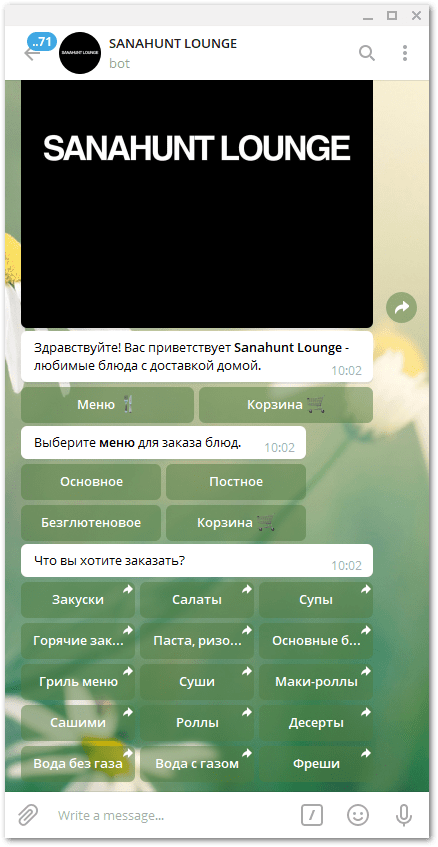 ..71
SANAHUNT LOUNGE
SANAHUNT LOUNGE
bot
SANAHUNT LOUNGE
Здравствуйте! Вас приветствует Sanahunt Lounge -
любимые блюда с доставкой домой.
10:02
Меню
Корзина
Выберите меню для заказа блюд.
10:02
Основное
Постное
Безглютеновое
Корзина
Что вы хотите заказать?
10:02
Закуски
Салаты
Супы
Горячие зак...
Паста, ризо...
Основные б...
Гриль меню
Суши
Маки-роллы
Сашими
Роллы
Десерты
Вода без газа
Вода с газом
Фреши
Write a message...